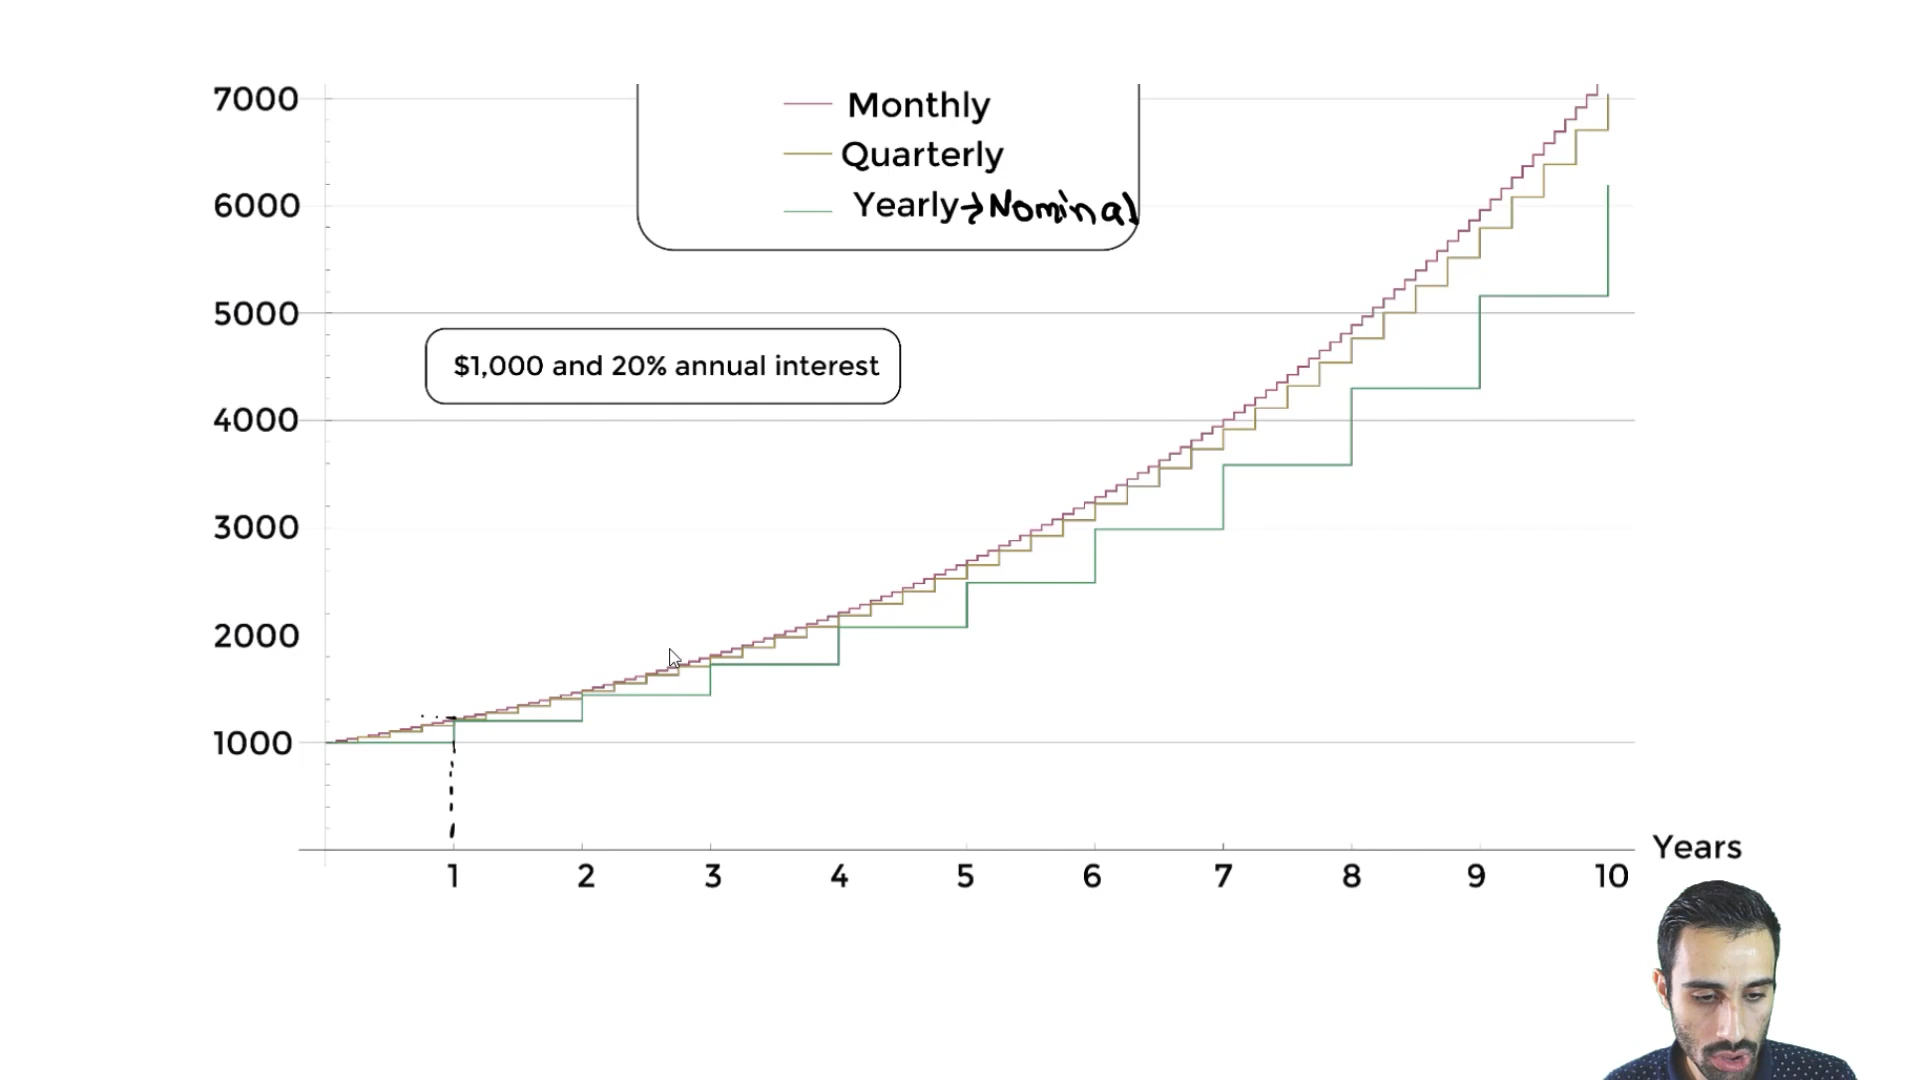 7000
Monthly
Quarterly
6000
Yearly→Nominal
5000
$1,000 and 20% annual interest
4000
3000
2000
1000
Years
1 2 3 4 5 6 7 8 9 10